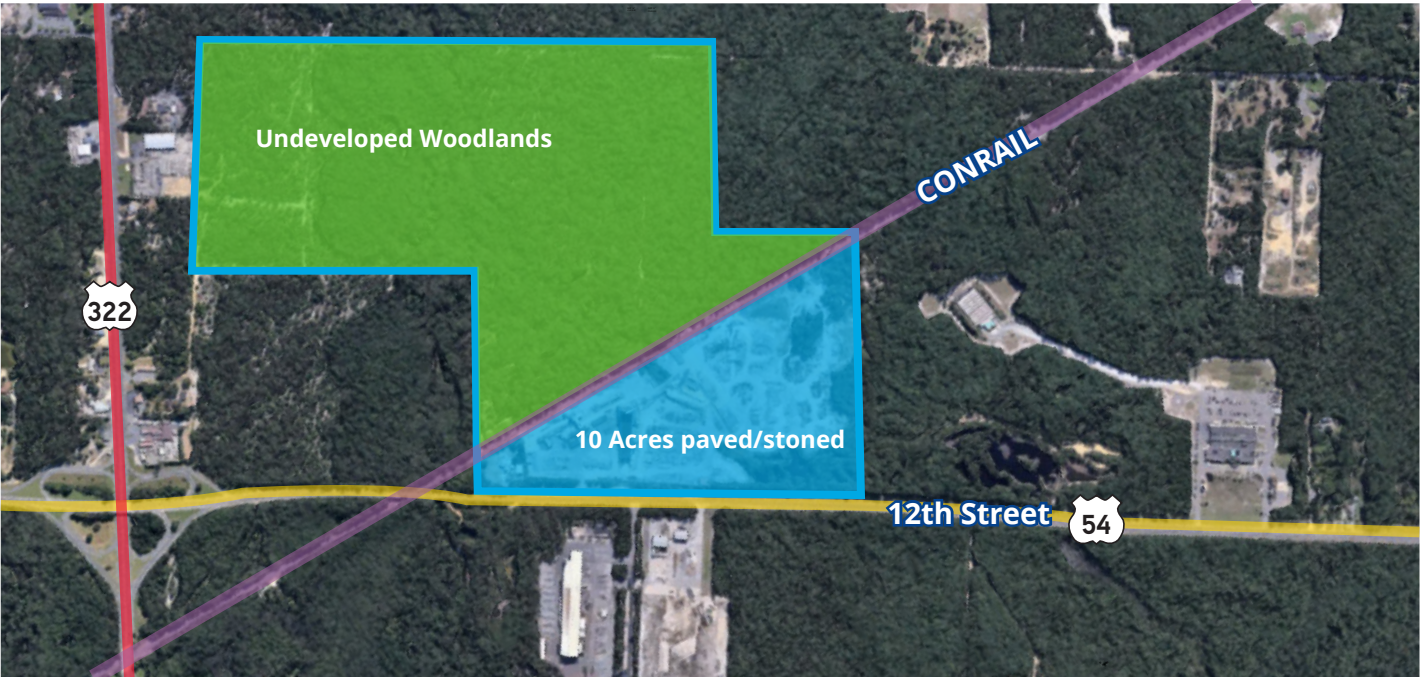 Undeveloped Woodlands
CONRAIL
322
10 Acres paved/stoned
12th Street
54